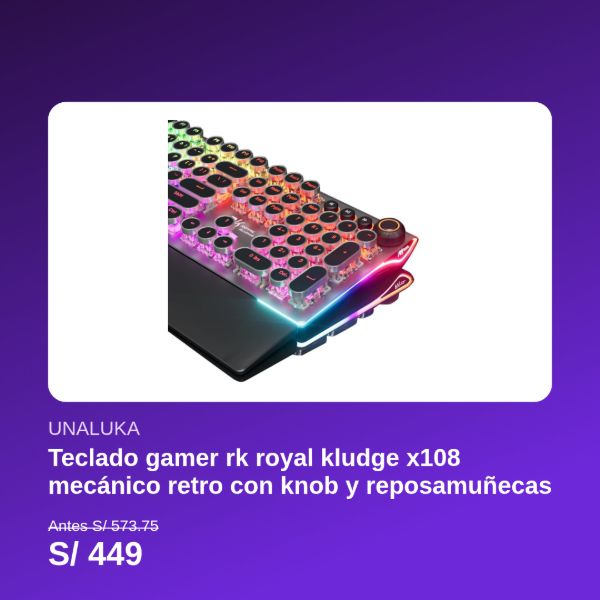 UNALUKA
Teclado gamer rk royal kludge x108
mecánico retro con knob y reposamuñecas
Antes S/ 573.75
S/ 449